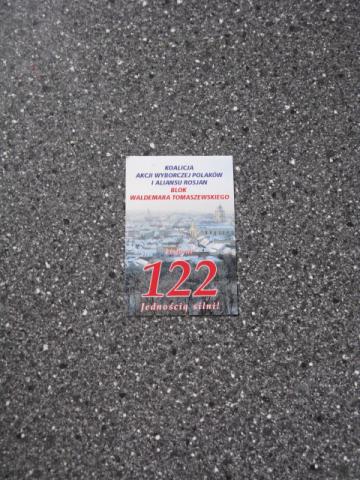 KOALICJA
AKCJI WYBORCZEJ POLAKÓW
I ALIANSU ROSJAN
BLOK
WALDEMARA TOMASZEWSKIEGO
122
Jednością silni!